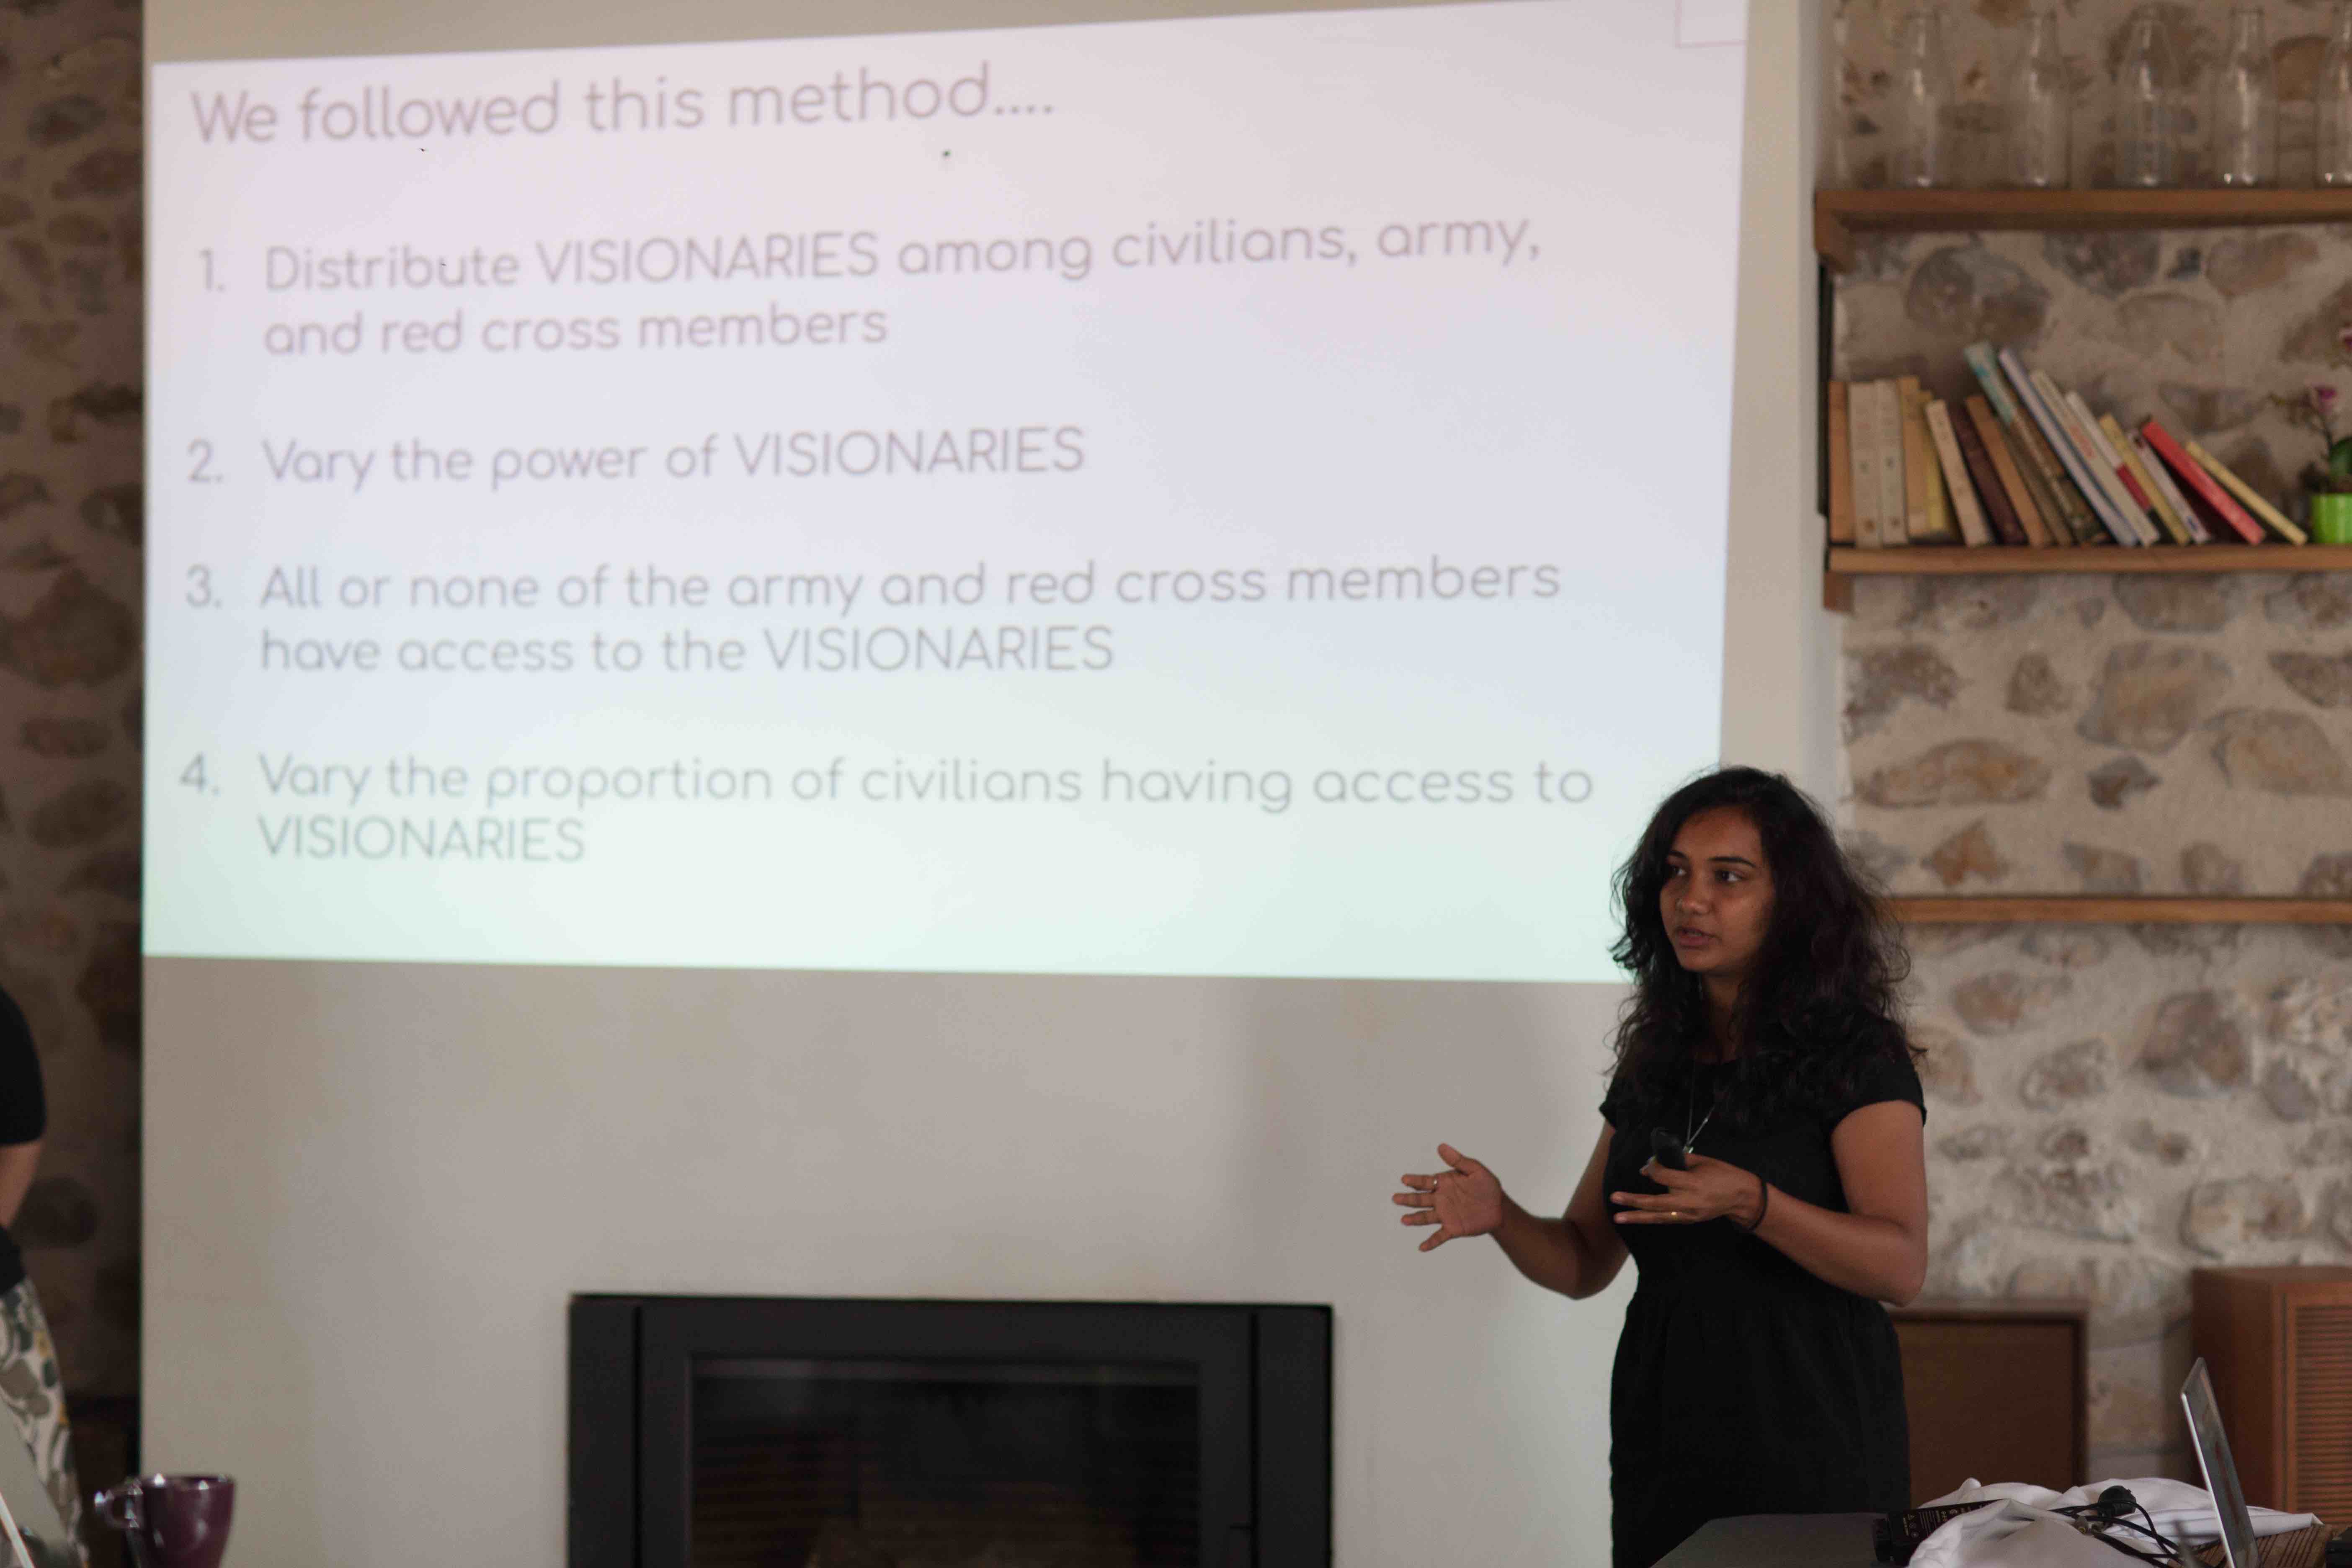 We followed this method....
1. Distribute VISIONARIES among civilians, army,
and red cross members
2. Vary the power of VISIONARIES
3. All or none of the army and red cross members
have access to the VISIONARIES
4. Vary the proportion of civilians having access to
VISIONARIES